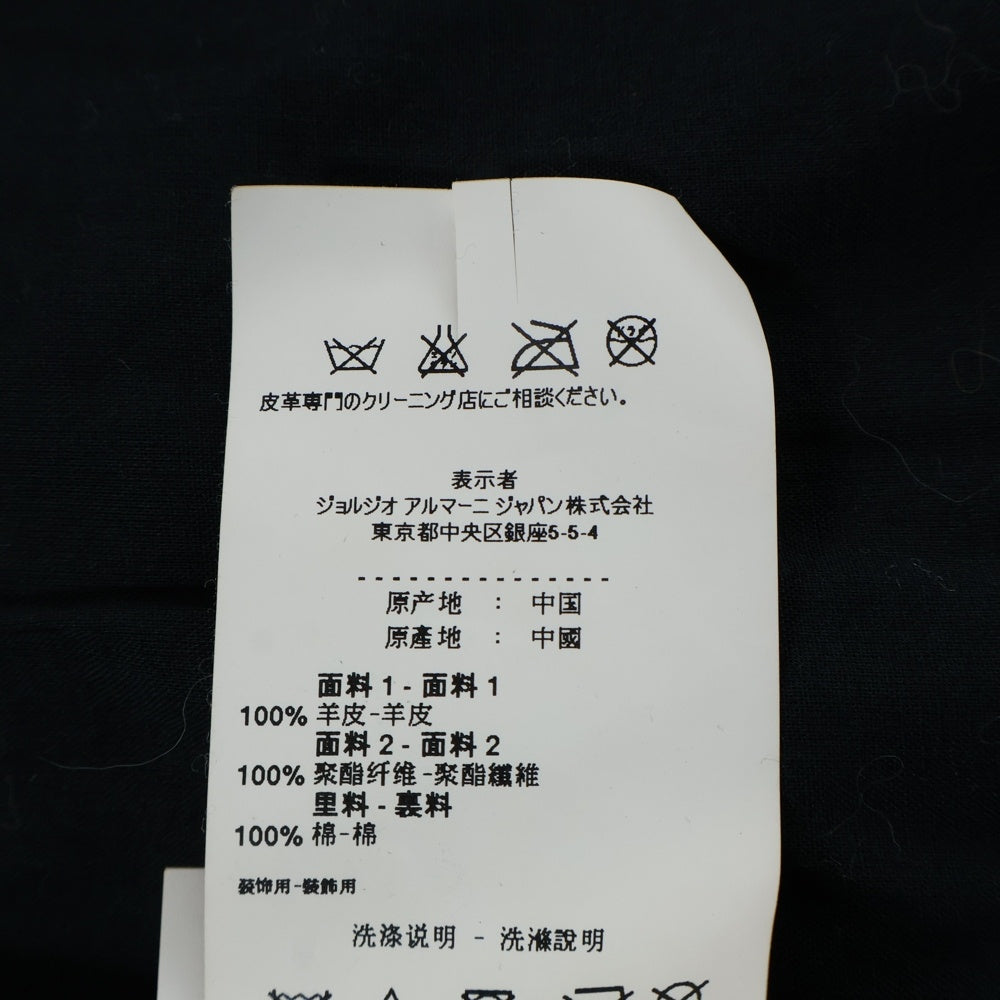 皮革専門のクリーニング店にご相談ください。
表示者
ジョルジオ アルマーニ ジャパン株式会社
東京都中央区銀座5-5-4
原产地 : 中国
原產地 : 中國
面料 1 - 面料 1
100% 羊皮-羊皮
面料 2 - 面料 2
100% 聚酯纤维-聚酯纖維
里料 - 裏料
100% 棉-棉
装饰用-裝飾用
洗涤说明 - 洗滌說明